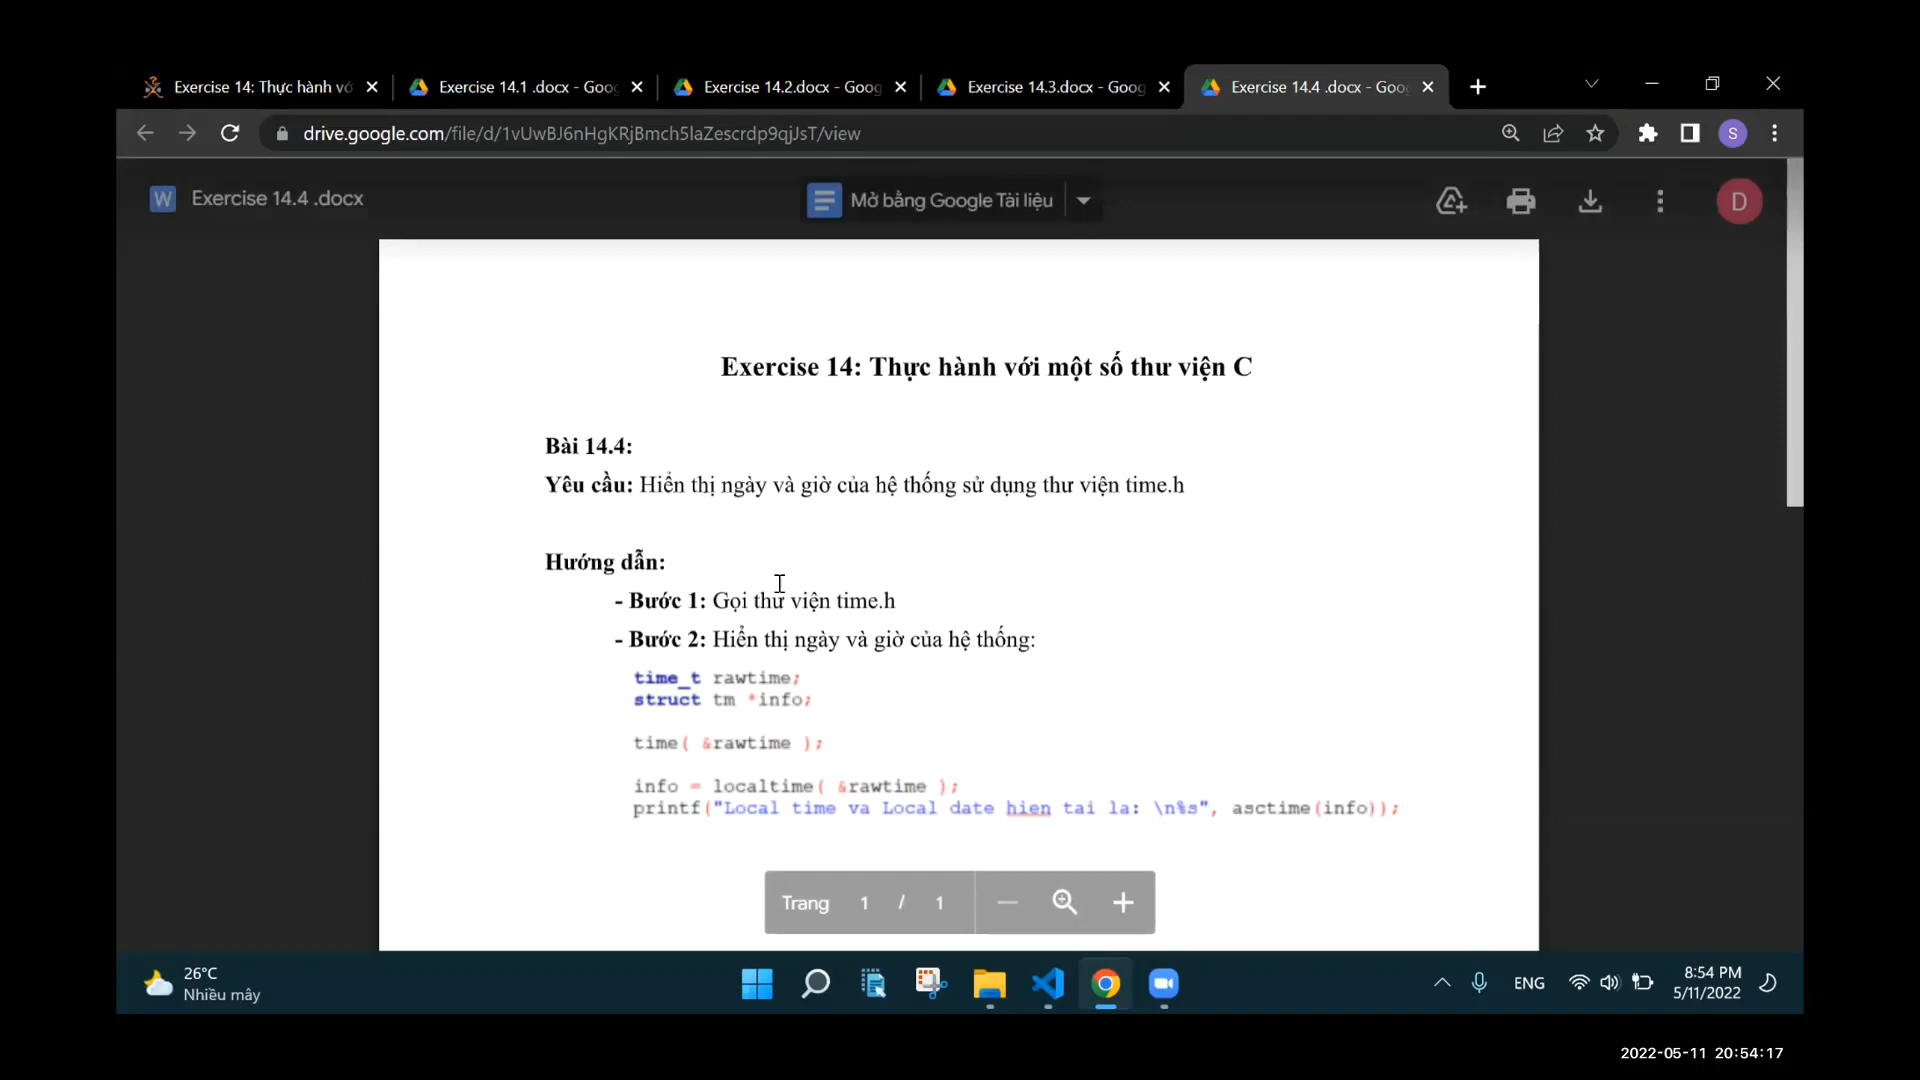 Exercise 14: Thực hành vớ
Exercise 14.1 .docx - Goog
Exercise 14.2.docx - Goog
Exercise 14.3.docx - Goog
Exercise 14.4 .docx - Goog
drive.google.com/file/d/1vUwBJ6nHgKRjBmch5laZescrdp9qjJsT/view
S
W
Exercise 14.4 .docx
Mở bằng Google Tài liệu
D
Exercise 14: Thực hành với một số thư viện C
Bài 14.4:
Yêu cầu: Hiển thị ngày và giờ của hệ thống sử dụng thư viện time.h
Hướng dẫn:
- Bước 1: Gọi thư viện time.h
- Bước 2: Hiển thị ngày và giờ của hệ thống:
time_t rawtime;
struct tm *info;
time( &rawtime );
info = localtime( &rawtime );
printf("Local time va Local date hien tai la: \n%s", asctime(info));
Trang 1 / 1
26°C
Nhiều mây
ENG
8:54 PM
5/11/2022
2022-05-11 20:54:17